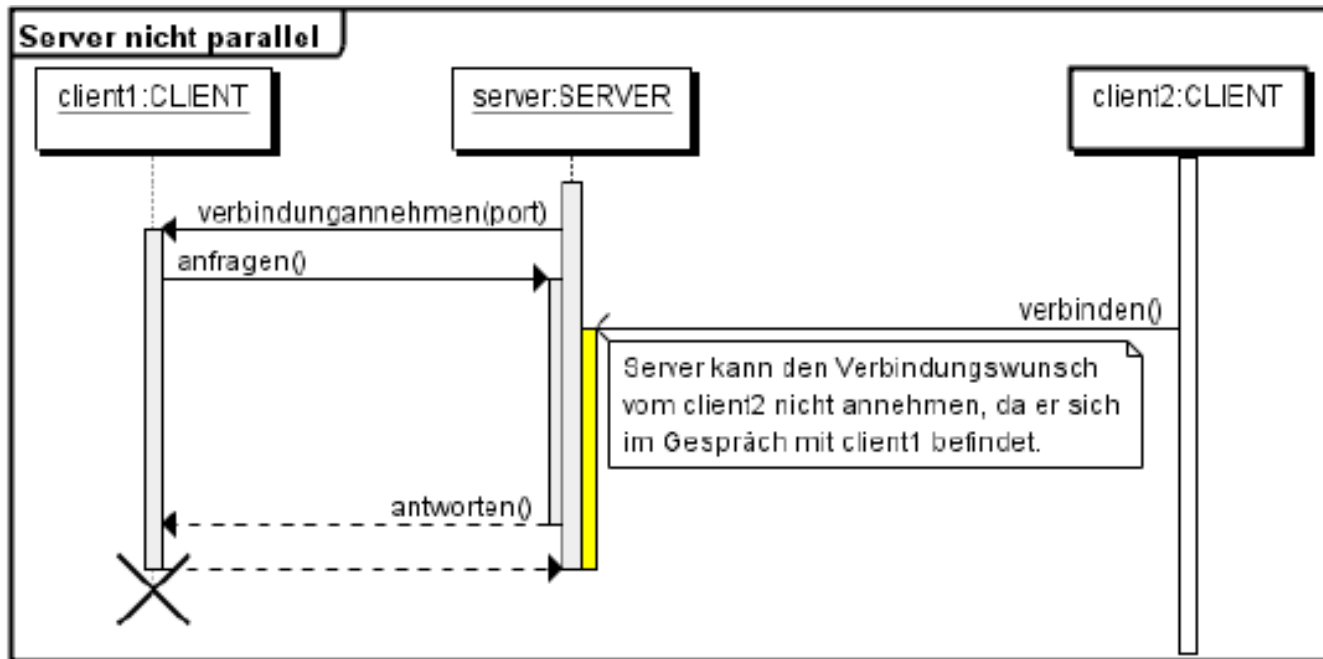 Server nicht parallel
client1:CLIENT
server:SERVER
client2:CLIENT
verbindungannehmen(port)
anfragen()
verbinden()
Server kann den Verbindungswunsch
vom client2 nicht annehmen, da er sich
im Gespräch mit client1 befindet.
antworten()